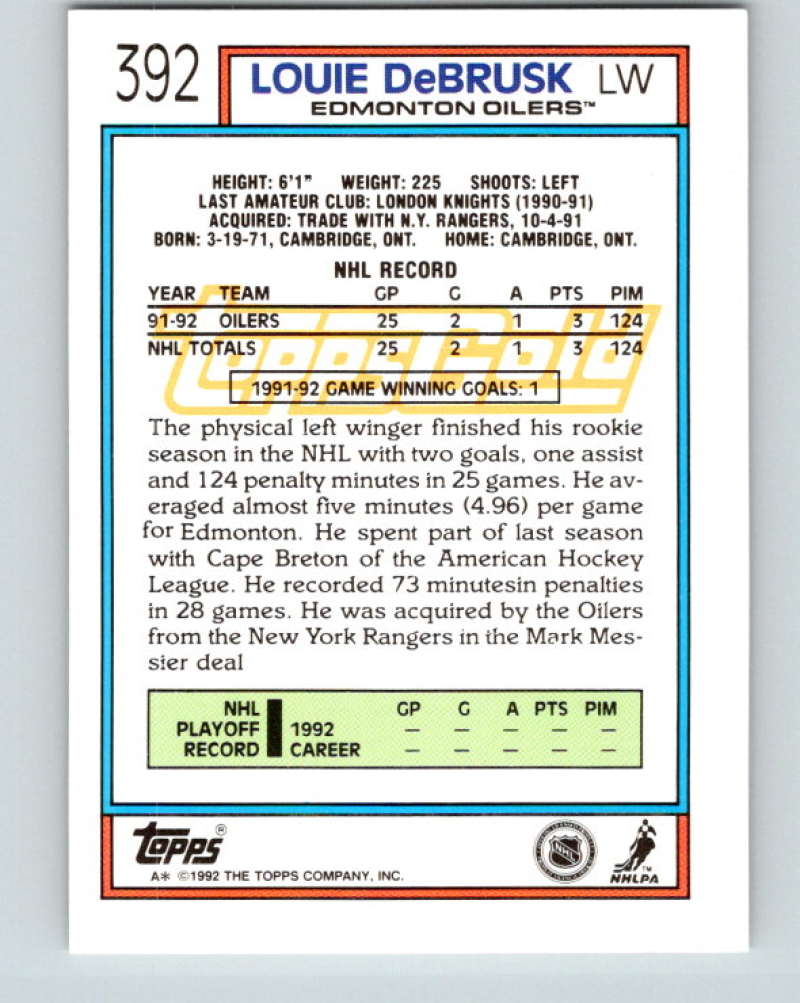 392
LOUIE DeBRUSK LW
EDMONTON OILERS™
HEIGHT: 6'1" WEIGHT: 225 SHOOTS: LEFT
LAST AMATEUR CLUB: LONDON KNIGHTS (1990-91)
ACQUIRED: TRADE WITH N.Y. RANGERS, 10-4-91
BORN: 3-19-71, CAMBRIDGE, ONT. HOME: CAMBRIDGE, ONT.
NHL RECORD
YEAR TEAM GP G A PTS PIM
91-92 OILERS 25 2 1 3 124
NHL TOTALS 25 2 1 3 124
ToppsGold
1991-92 GAME WINNING GOALS: 1
The physical left winger finished his rookie
season in the NHL with two goals, one assist
and 124 penalty minutes in 25 games. He av-
eraged almost five minutes (4.96) per game
for Edmonton. He spent part of last season
with Cape Breton of the American Hockey
League. He recorded 73 minutesin penalties
in 28 games. He was acquired by the Oilers
from the New York Rangers in the Mark Mes-
sier deal
NHL GP G A PTS PIM
PLAYOFF 1992 – – – – –
RECORD CAREER – – – – –
TOPPS®
A* ©1992 THE TOPPS COMPANY, INC.
NHL
™
NHLPA